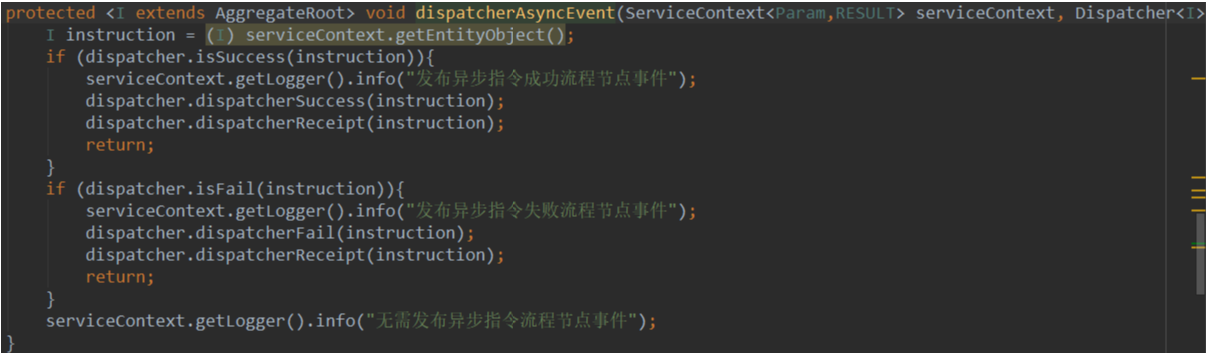 protected <I extends AggregateRoot> void dispatcherAsyncEvent(ServiceContext<Param,RESULT> serviceContext, Dispatcher<I>
    I instruction = (I) serviceContext.getEntityObject();
    if (dispatcher.isSuccess(instruction)){
        serviceContext.getLogger().info("发布异步指令成功流程节点事件");
        dispatcher.dispatcherSuccess(instruction);
        dispatcher.dispatcherReceipt(instruction);
        return;
    }
    if (dispatcher.isFail(instruction)){
        serviceContext.getLogger().info("发布异步指令失败流程节点事件");
        dispatcher.dispatcherFail(instruction);
        dispatcher.dispatcherReceipt(instruction);
        return;
    }
    serviceContext.getLogger().info("无需发布异步指令流程节点事件");
}